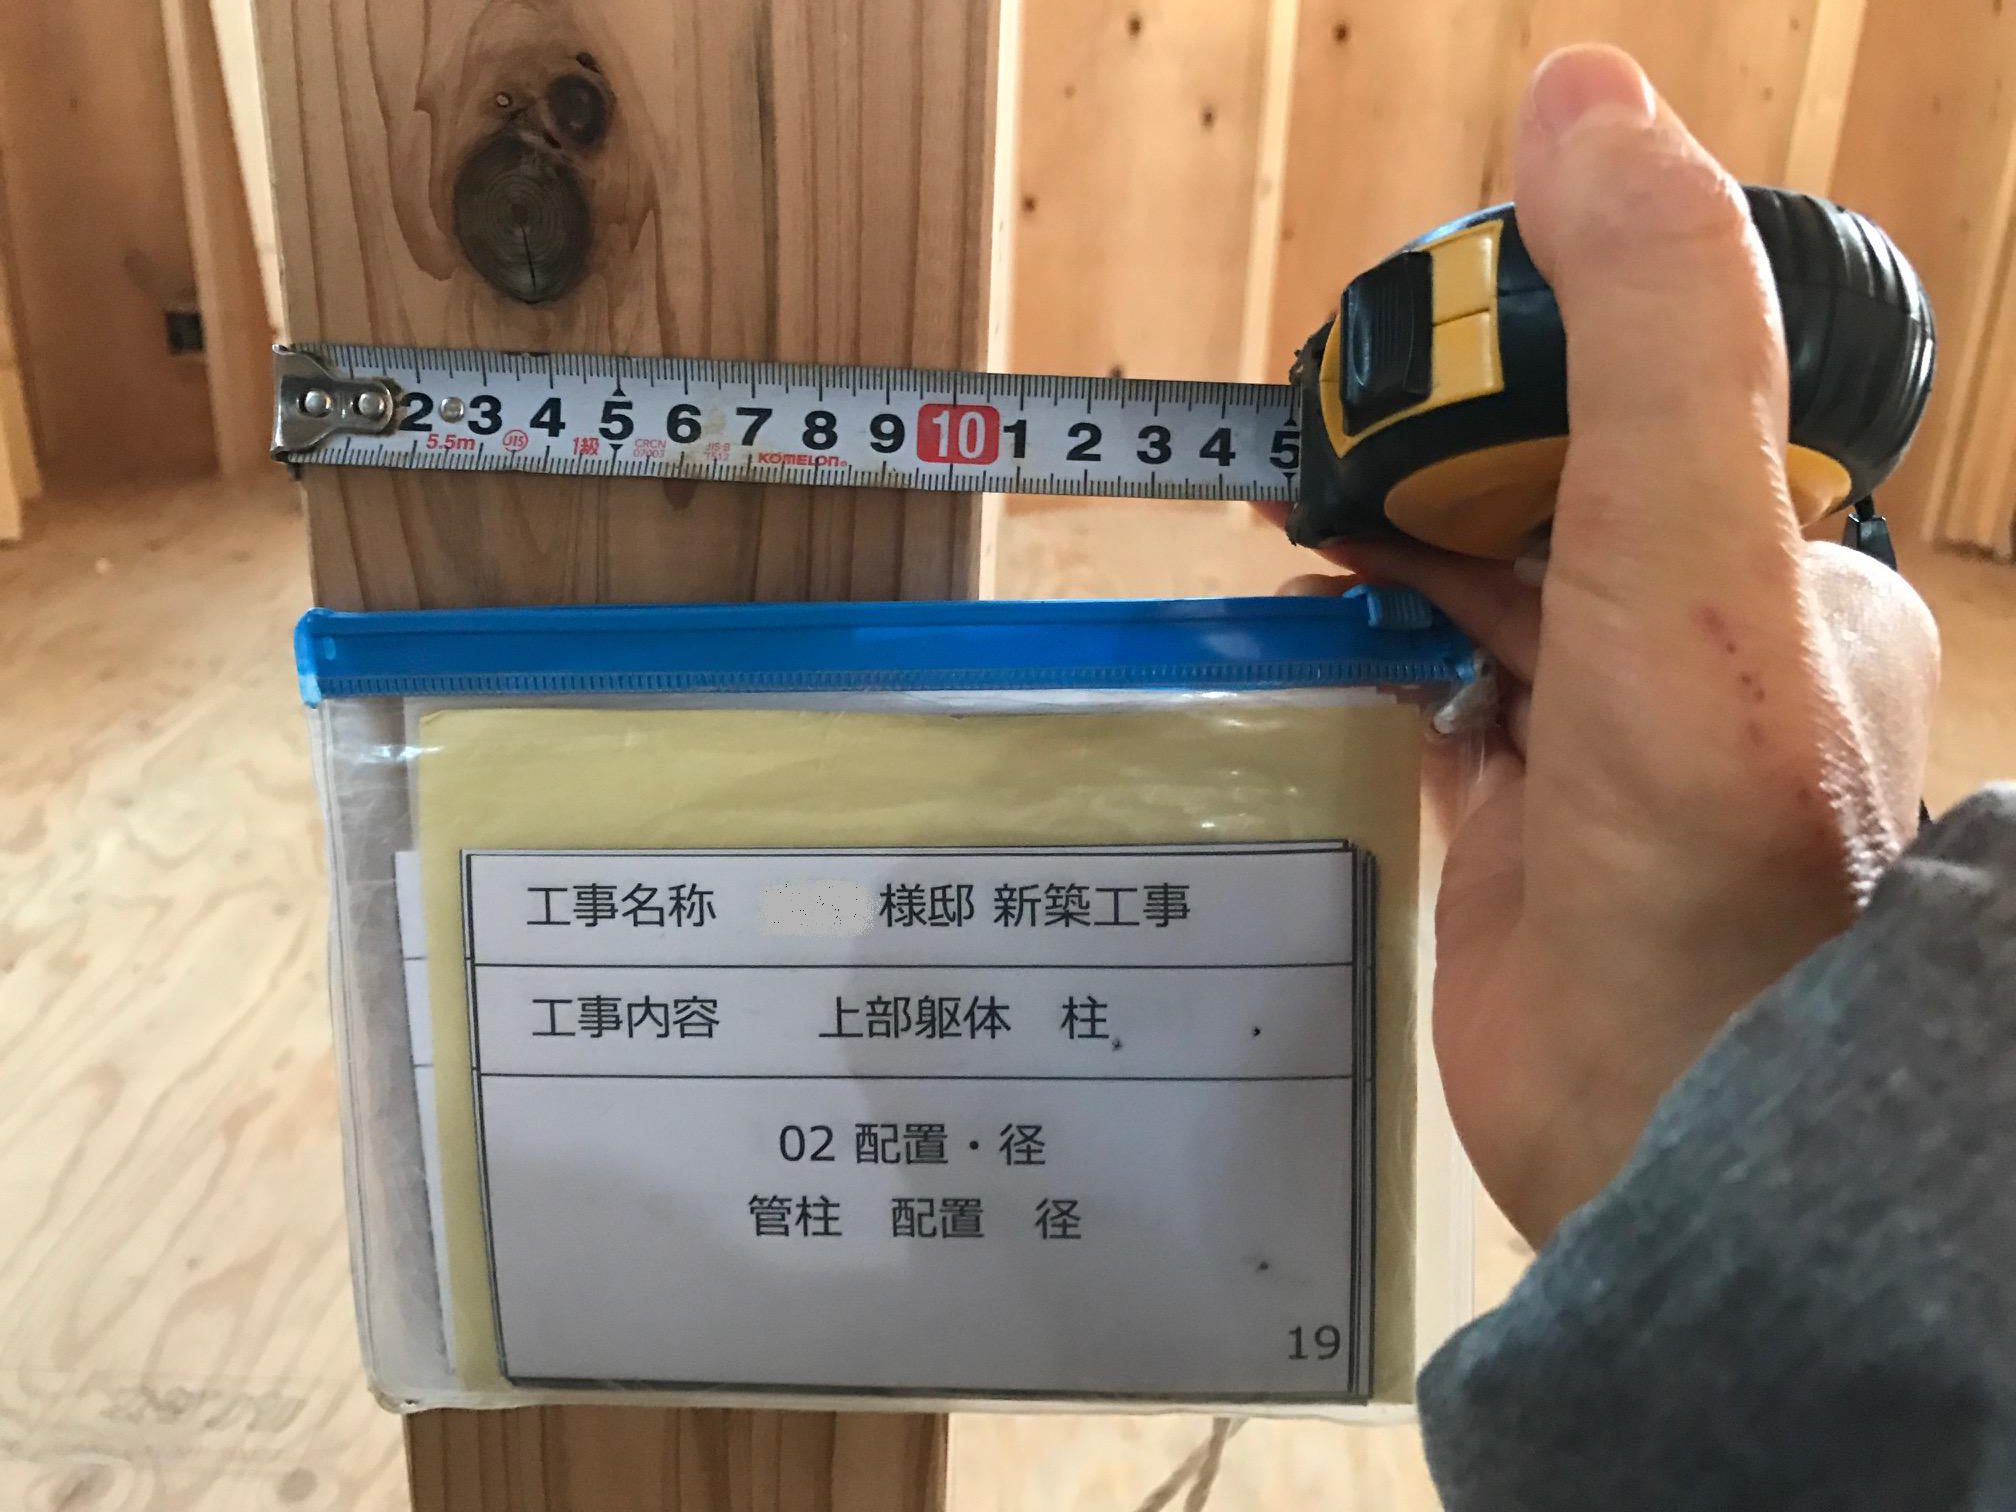 2 3 4 5 6 7 8 9 10 1 2 3 4 5
5.5m JIS 1級 CRCN 07003 KOMELON
工事名称 様邸 新築工事
工事内容 上部躯体 柱
02 配置・径
管柱 配置 径
19